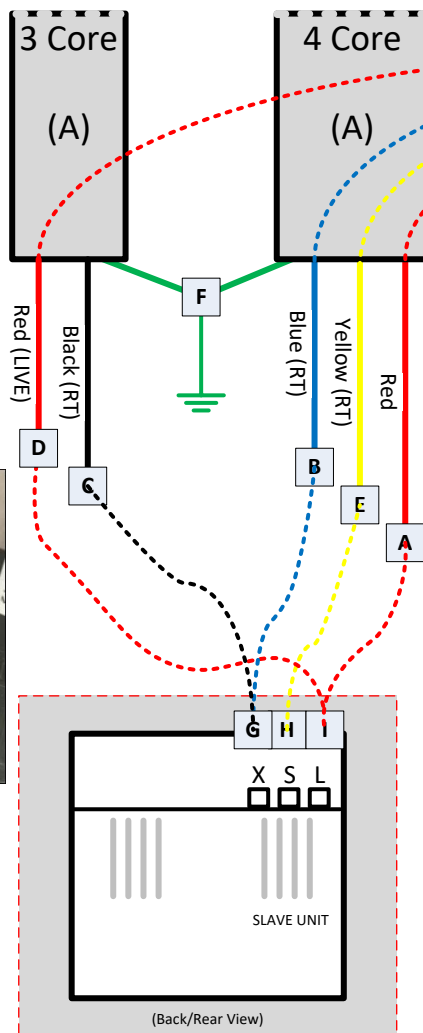 3 Core
4 Core
(A)
(A)
F
Red (LIVE)
Black (RT)
Blue (RT)
Yellow (RT)
Red
D
C
B
E
A
G
H
I
X
S
L
SLAVE UNIT
(Back/Rear View)